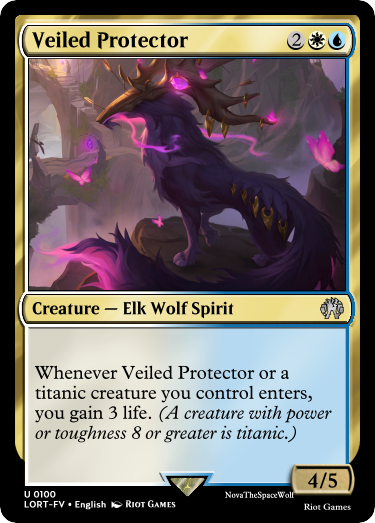 Veiled Protector 2
Creature — Elk Wolf Spirit
Whenever Veiled Protector or a
titanic creature you control enters,
you gain 3 life. (A creature with power
or toughness 8 or greater is titanic.)
4/5
U 0100
LORT-FV • English Riot Games
NovaTheSpaceWolf
Riot Games